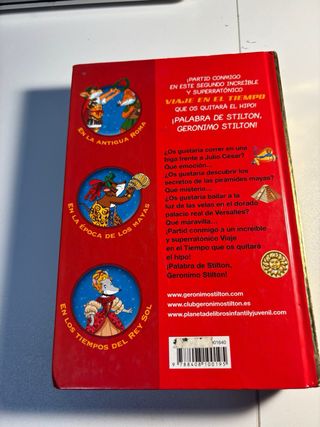 ¡PARTID CONMIGO
EN ESTE SEGUNDO INCREÍBLE
Y SUPERRATÓNICO
VIAJE EN EL TIEMPO
QUE OS QUITARÁ EL HIPO!
¡PALABRA DE STILTON,
GERONIMO STILTON!
EN LA ANTIGUA ROMA
¿Os gustaría correr en una
biga frente a Julio César?
Qué emoción...
¿Os gustaría descubrir los
secretos de las pirámides mayas?
Qué misterio...
¿Os gustaría bailar a la
luz de las velas en el dorado
palacio real de Versalles?
Qué maravilla...
¡Partid conmigo a un increíble
y superratónico Viaje
en el Tiempo que os quitará
el hipo!
¡Palabra de Stilton,
Geronimo Stilton!
EN LA ÉPOCA DE LOS MAYAS
EN LOS TIEMPOS DEL REY SOL
www.geronimostilton.com
www.clubgeronimostilton.es
www.planetadelibrosinfantilyjuvenil.com
9 788408 100195